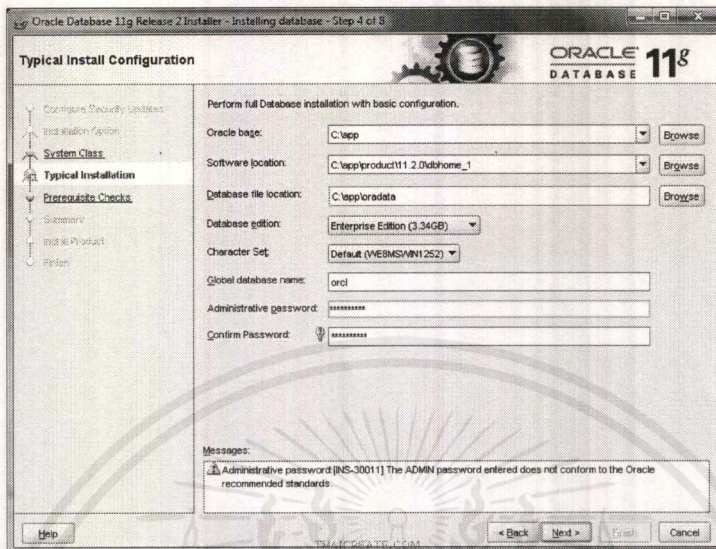 Oracle Database 11g Release 2 Installer - Installing database - Step 4 of 8
Typical Install Configuration
ORACLE
DATABASE
11g
Configure Security Updates
Installation Option
System Class
Typical Installation
Prerequisite Checks
Summary
Install Product
Finish
Perform full Database installation with basic configuration.
Oracle base:
C:\app
Browse
Software location:
C:\app\product\11.2.0\dbhome_1
Browse
Database file location:
C:\app\oradata
Browse
Database edition:
Enterprise Edition (3.34GB)
Character Set:
Default (WE8MSWIN1252)
Global database name:
orcl
Administrative password:
**********
Confirm Password:
**********
Messages:
Administrative password:[INS-30011] The ADMIN password entered does not conform to the Oracle
recommended standards.
Help
< Back
Next >
Finish
Cancel
THAICREATE.COM